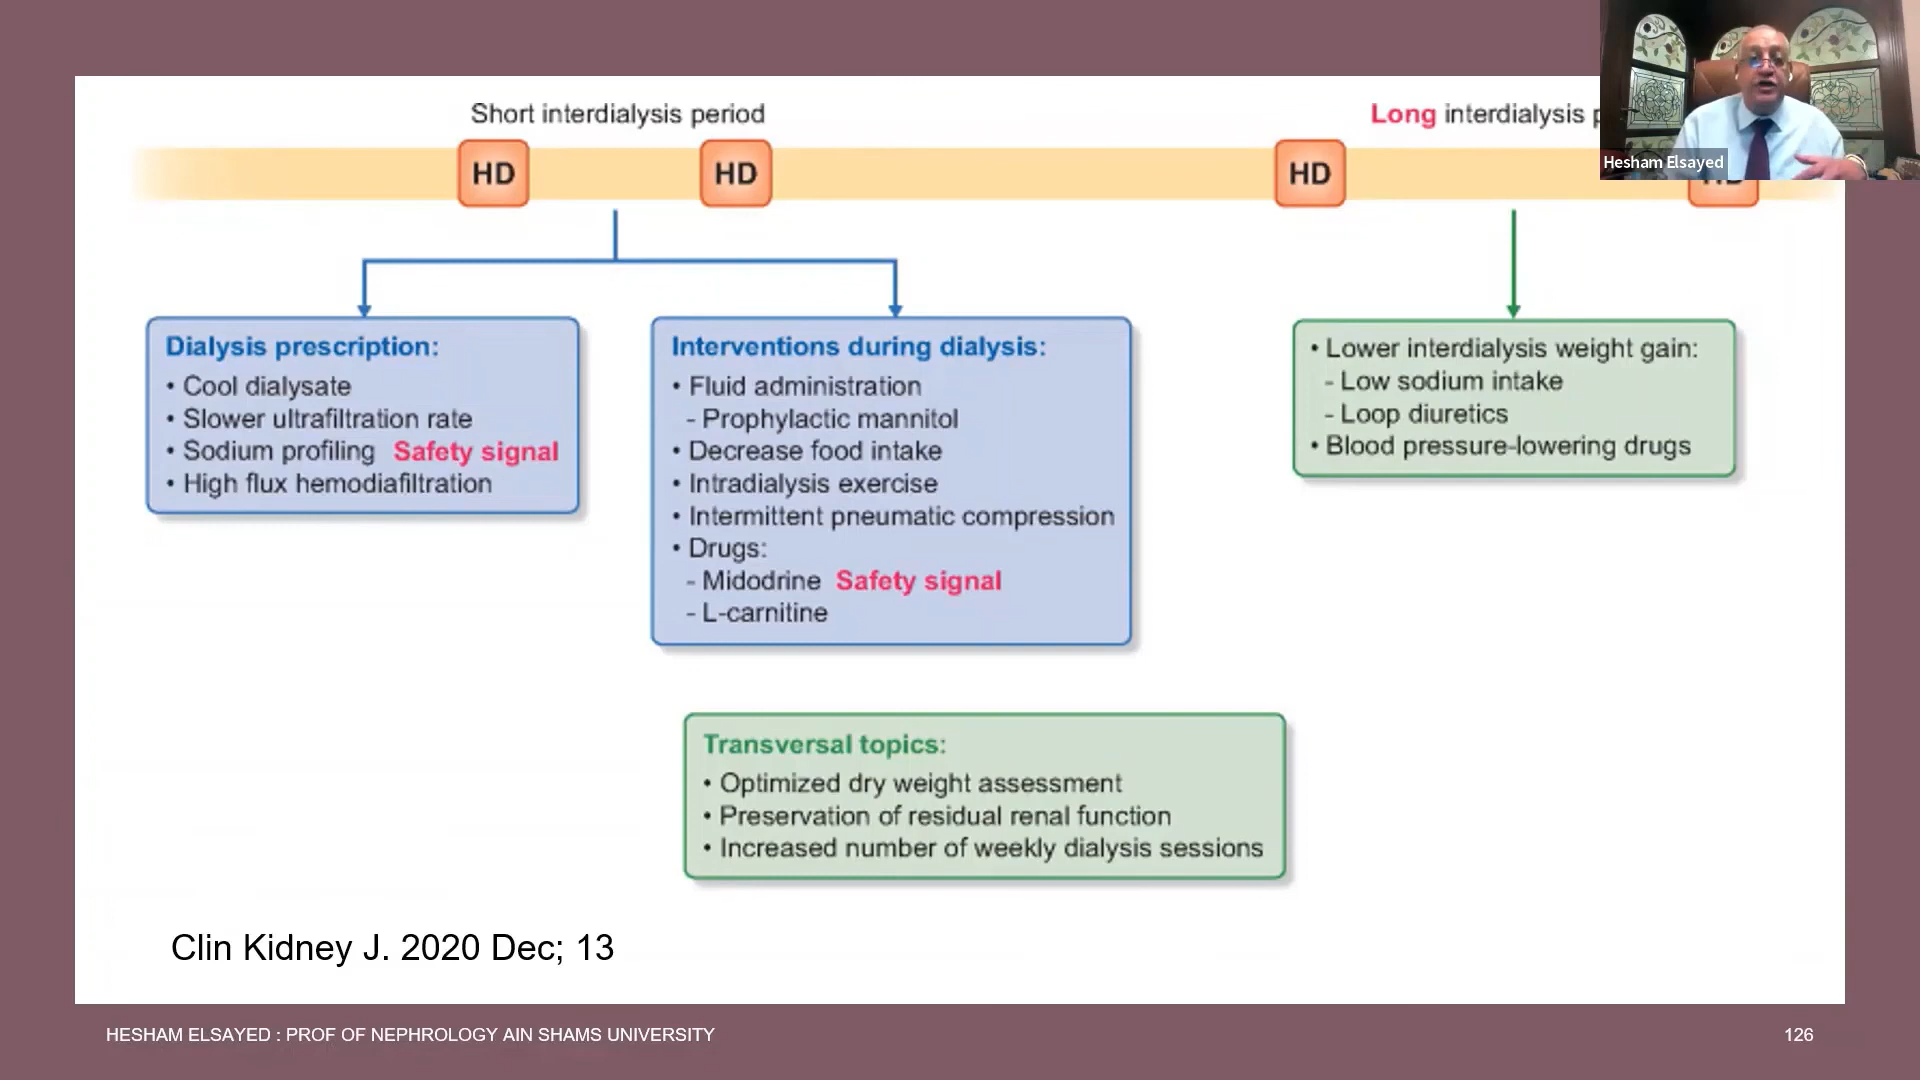 Short interdialysis period
Long interdialysis
HD
HD
HD
HD
Hesham Elsayed
Dialysis prescription:
• Cool dialysate
• Slower ultrafiltration rate
• Sodium profiling Safety signal
• High flux hemodiafiltration
Interventions during dialysis:
• Fluid administration
- Prophylactic mannitol
• Decrease food intake
• Intradialysis exercise
• Intermittent pneumatic compression
• Drugs:
- Midodrine Safety signal
- L-carnitine
• Lower interdialysis weight gain:
- Low sodium intake
- Loop diuretics
• Blood pressure-lowering drugs
Transversal topics:
• Optimized dry weight assessment
• Preservation of residual renal function
• Increased number of weekly dialysis sessions
Clin Kidney J. 2020 Dec; 13
HESHAM ELSAYED : PROF OF NEPHROLOGY AIN SHAMS UNIVERSITY
126